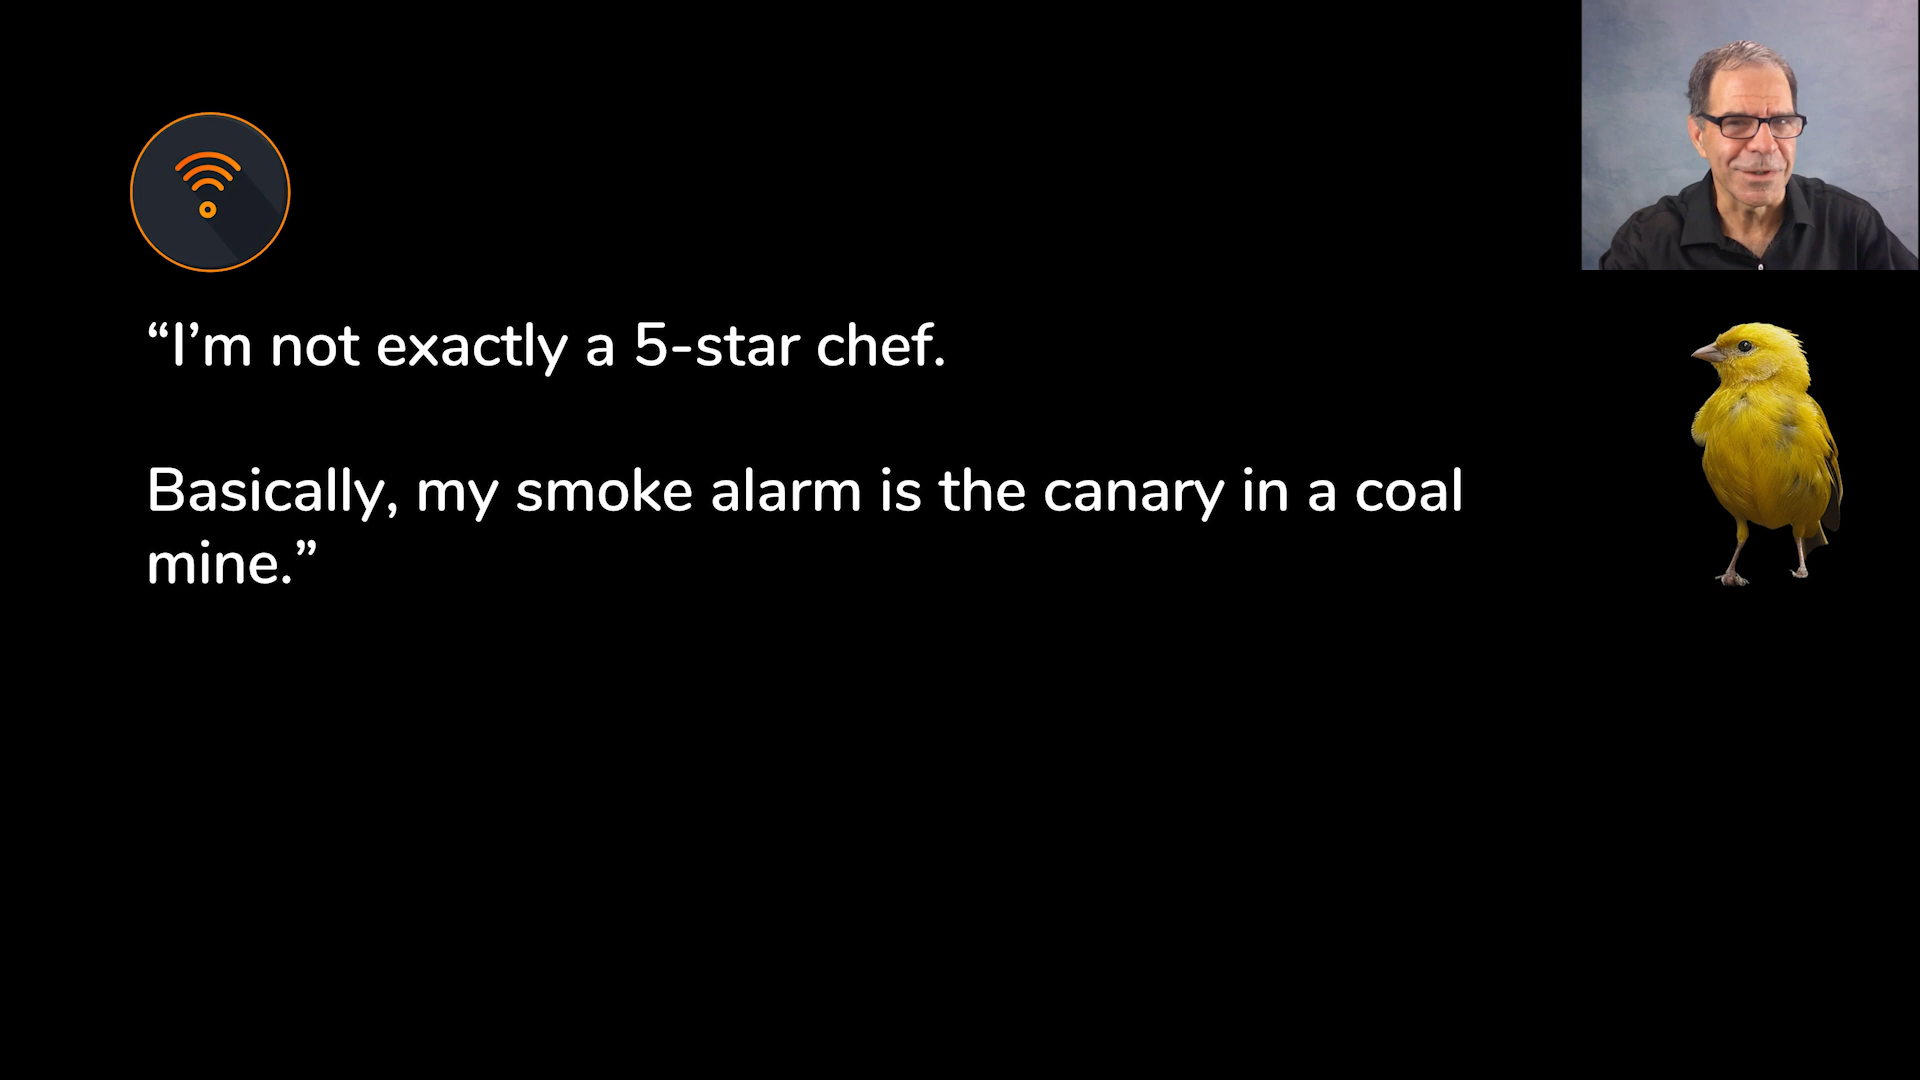 “I’m not exactly a 5-star chef.
Basically, my smoke alarm is the canary in a coal
mine.”